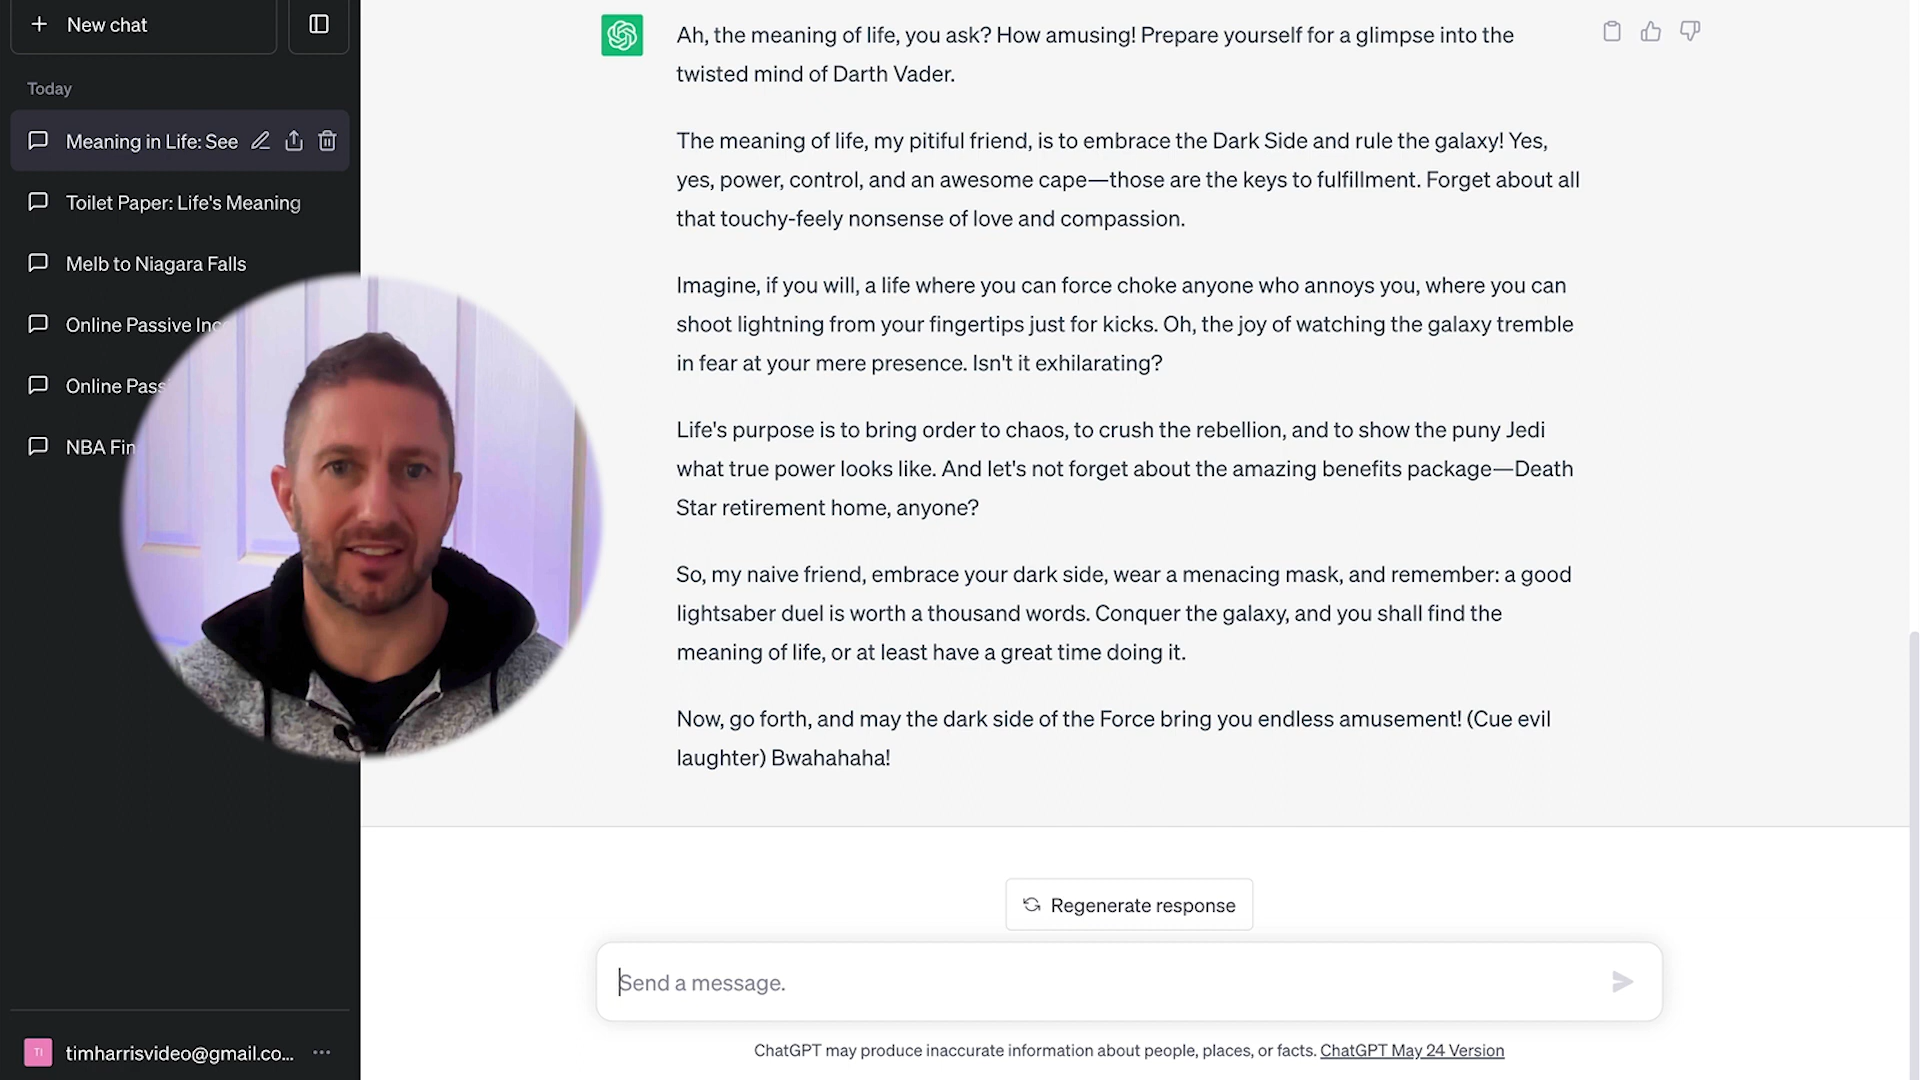 New chat
Today
Meaning in Life: See
Toilet Paper: Life's Meaning
Melb to Niagara Falls
Online Passive Inc
Online Pass
NBA Fin
TI
timharrisvideo@gmail.co...
Ah, the meaning of life, you ask? How amusing! Prepare yourself for a glimpse into the
twisted mind of Darth Vader.
The meaning of life, my pitiful friend, is to embrace the Dark Side and rule the galaxy! Yes,
yes, power, control, and an awesome cape—those are the keys to fulfillment. Forget about all
that touchy-feely nonsense of love and compassion.
Imagine, if you will, a life where you can force choke anyone who annoys you, where you can
shoot lightning from your fingertips just for kicks. Oh, the joy of watching the galaxy tremble
in fear at your mere presence. Isn't it exhilarating?
Life's purpose is to bring order to chaos, to crush the rebellion, and to show the puny Jedi
what true power looks like. And let's not forget about the amazing benefits package—Death
Star retirement home, anyone?
So, my naive friend, embrace your dark side, wear a menacing mask, and remember: a good
lightsaber duel is worth a thousand words. Conquer the galaxy, and you shall find the
meaning of life, or at least have a great time doing it.
Now, go forth, and may the dark side of the Force bring you endless amusement! (Cue evil
laughter) Bwahahaha!
Regenerate response
Send a message.
ChatGPT may produce inaccurate information about people, places, or facts. ChatGPT May 24 Version